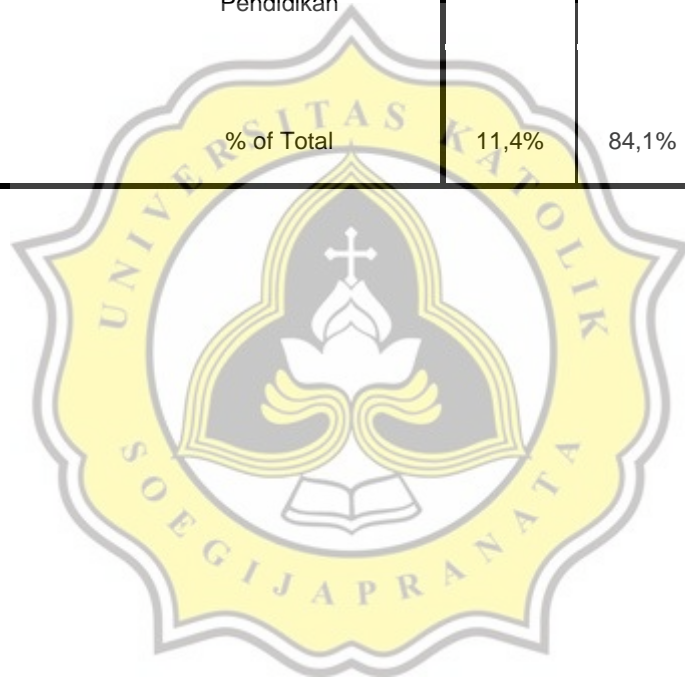 Pendidikan
% of Total 11,4% 84,1%
UNIVERSITAS KATOLIK
SOEGIJAPRANATA